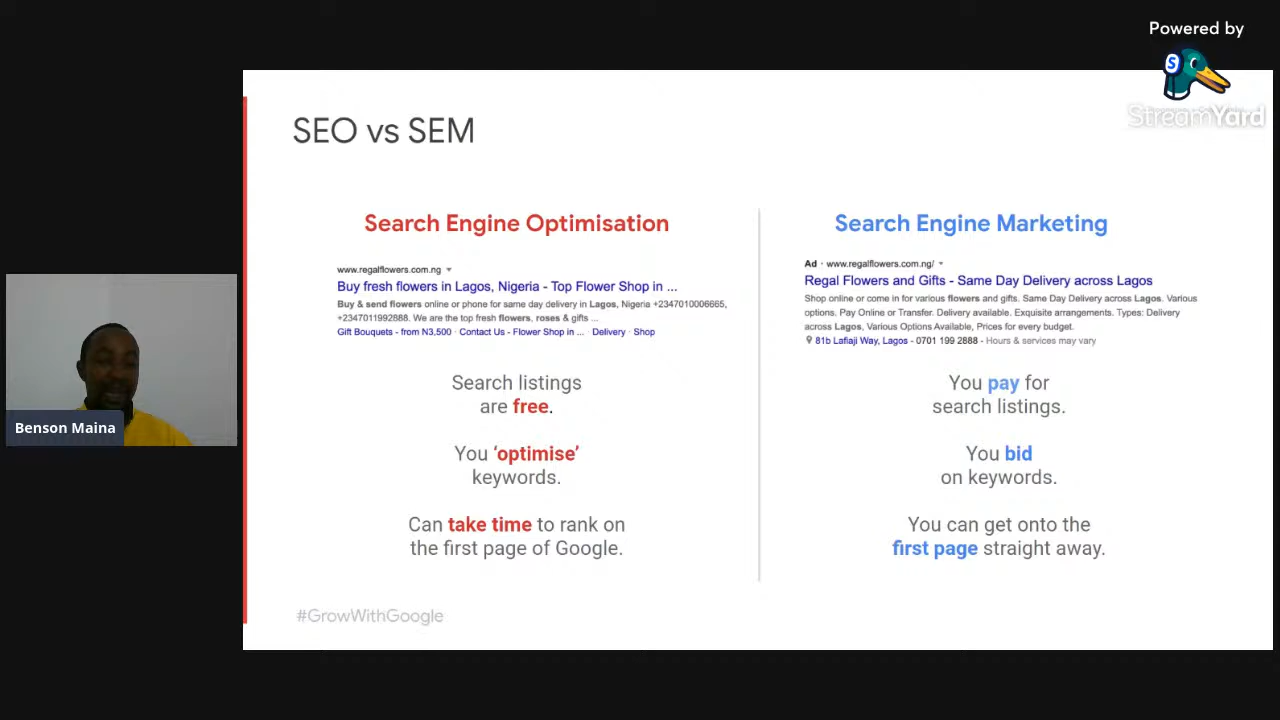 Powered by
S
StreamYard
SEO vs SEM
Search Engine Optimisation
www.regalflowers.com.ng
Buy fresh flowers in Lagos, Nigeria - Top Flower Shop in ...
Buy & send flowers online or phone for same day delivery in Lagos, Nigeria +2347010006665,
+2347011992888. We are the top fresh flowers, roses & gifts ...
Gift Bouquets - from N3,500 · Contact Us - Flower Shop in ... · Delivery · Shop
Search listings
are free.
You ‘optimise’
keywords.
Can take time to rank on
the first page of Google.
Search Engine Marketing
Ad · www.regalflowers.com.ng/
Regal Flowers and Gifts - Same Day Delivery across Lagos
Shop online or come in for various flowers and gifts. Same Day Delivery across Lagos. Various
options. Pay Online or Transfer. Delivery available. Exquisite arrangements. Types: Delivery
across Lagos, Various Options Available, Prices for every budget.
81b Lafiaji Way, Lagos - 0701 199 2888 - Hours & services may vary
You pay for
search listings.
You bid
on keywords.
You can get onto the
first page straight away.
#GrowWithGoogle
Benson Maina